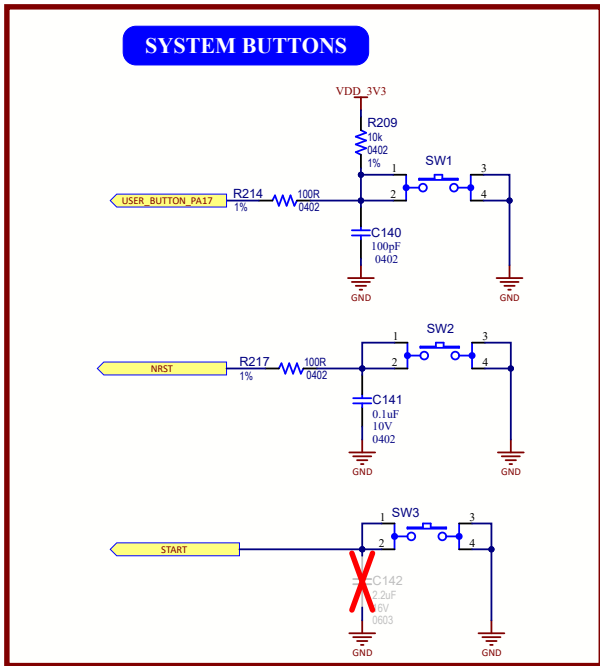 SYSTEM BUTTONS
VDD_3V3
R209
10k
0402
1%
SW1
1
2
3
4
USER_BUTTON_PA17
R214
1%
100R
0402
C140
100pF
0402
GND
GND
SW2
1
2
3
4
NRST
R217
1%
100R
0402
C141
0.1uF
10V
0402
GND
GND
SW3
1
2
3
4
START
C142
2.2uF
6V
0603
GND
GND